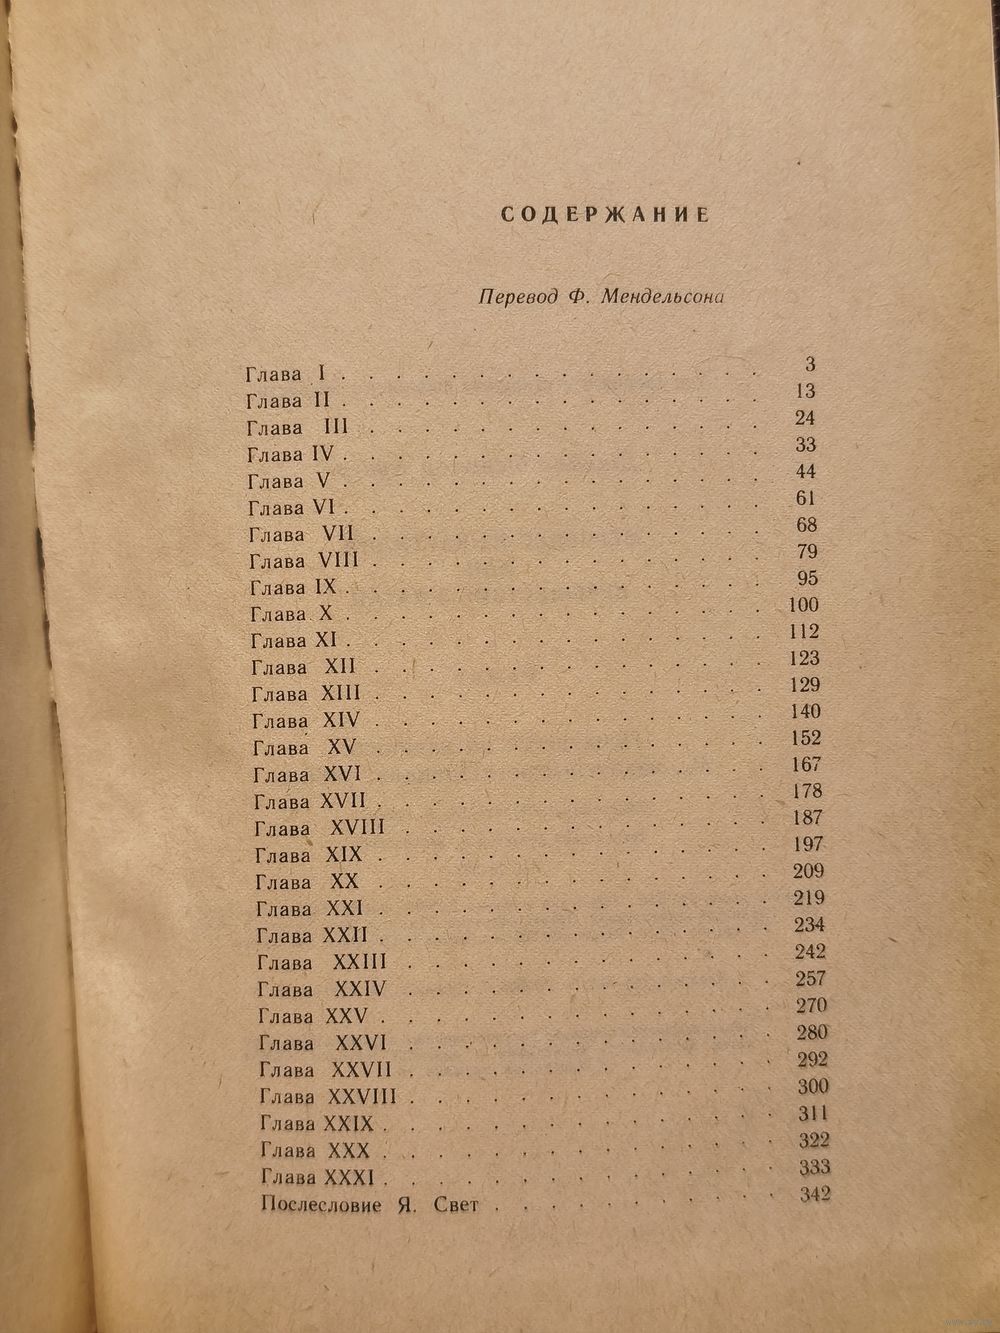 СОДЕРЖАНИЕ
Перевод Ф. Мендельсона
Глава I . . . . . . . . . . . . . . . . 3
Глава II . . . . . . . . . . . . . . . . 13
Глава III . . . . . . . . . . . . . . . 24
Глава IV . . . . . . . . . . . . . . . . 33
Глава V . . . . . . . . . . . . . . . . 44
Глава VI . . . . . . . . . . . . . . . . 61
Глава VII . . . . . . . . . . . . . . . 68
Глава VIII . . . . . . . . . . . . . . . 79
Глава IX . . . . . . . . . . . . . . . . 95
Глава X . . . . . . . . . . . . . . . . 100
Глава XI . . . . . . . . . . . . . . . . 112
Глава XII . . . . . . . . . . . . . . . 123
Глава XIII . . . . . . . . . . . . . . . 129
Глава XIV . . . . . . . . . . . . . . . 140
Глава XV . . . . . . . . . . . . . . . 152
Глава XVI . . . . . . . . . . . . . . . 167
Глава XVII . . . . . . . . . . . . . . . 178
Глава XVIII . . . . . . . . . . . . . . 187
Глава XIX . . . . . . . . . . . . . . . 197
Глава XX . . . . . . . . . . . . . . . 209
Глава XXI . . . . . . . . . . . . . . . 219
Глава XXII . . . . . . . . . . . . . . . 234
Глава XXIII . . . . . . . . . . . . . . 242
Глава XXIV . . . . . . . . . . . . . . 257
Глава XXV . . . . . . . . . . . . . . . 270
Глава XXVI . . . . . . . . . . . . . . 280
Глава XXVII . . . . . . . . . . . . . . 292
Глава XXVIII . . . . . . . . . . . . . . 300
Глава XXIX . . . . . . . . . . . . . . . 311
Глава XXX . . . . . . . . . . . . . . . 322
Глава XXXI . . . . . . . . . . . . . . . 333
Послесловие Я. Свет . . . . . . . . . . . 342